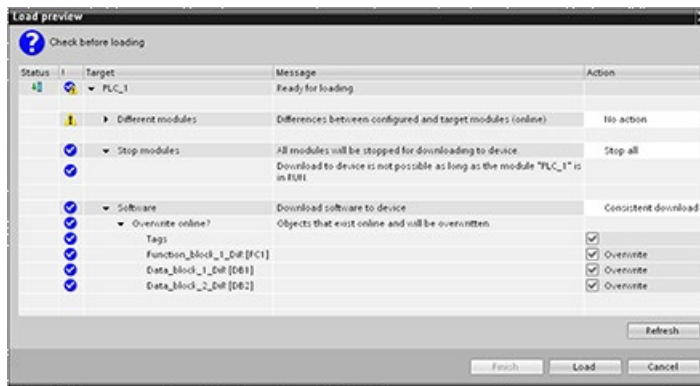 Load preview
Check before loading
Status ! Target Message Action
PLC_1 Ready for loading.
Different modules Differences between configured and target modules (online) No action
Stop modules All modules will be stopped for downloading to device. Stop all
Download to device is not possible as long as the module "PLC_1" is
in RUN.
Software Download software to device Consistent download
Overwrite online? Objects that exist online and will be overwritten.
Tags
Function_block_1_DiR [FC1] Overwrite
Data_block_1_DiR [DB1] Overwrite
Data_block_2_DiR [DB2] Overwrite
Refresh
Finish Load Cancel